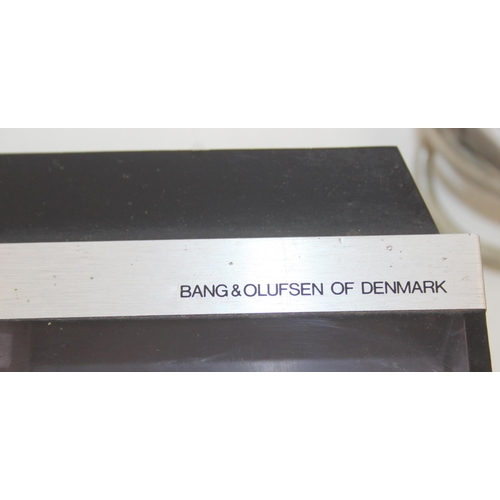 BANG&OLUFSEN OF DENMARK